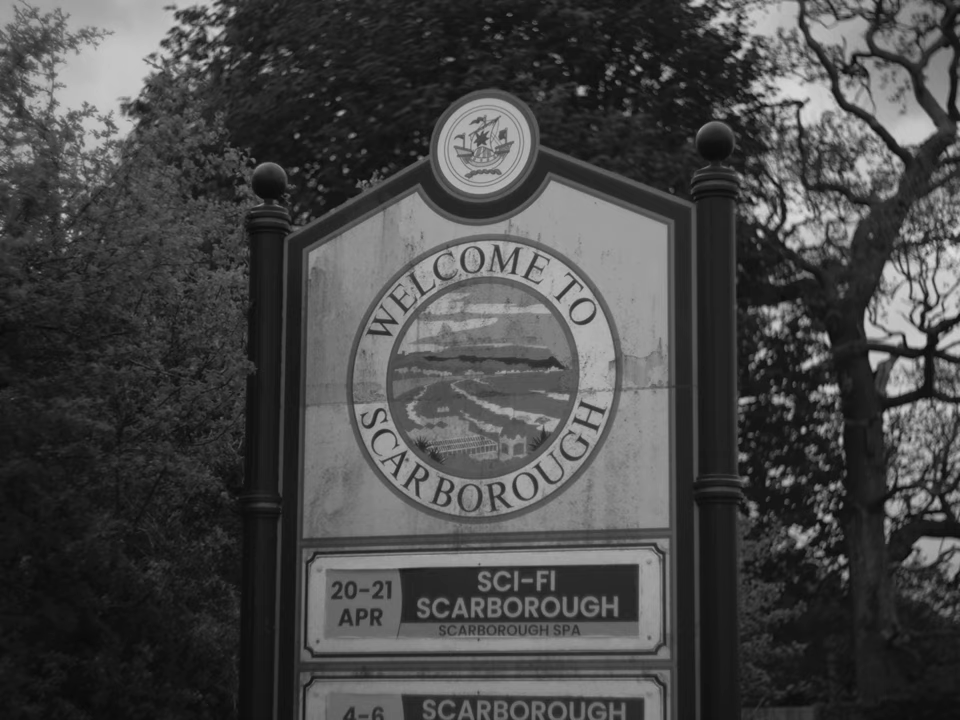 WELCOME TO
SCARBOROUGH
20-21
APR
SCI-FI
SCARBOROUGH
SCARBOROUGH SPA
4-6
SCARBOROUGH